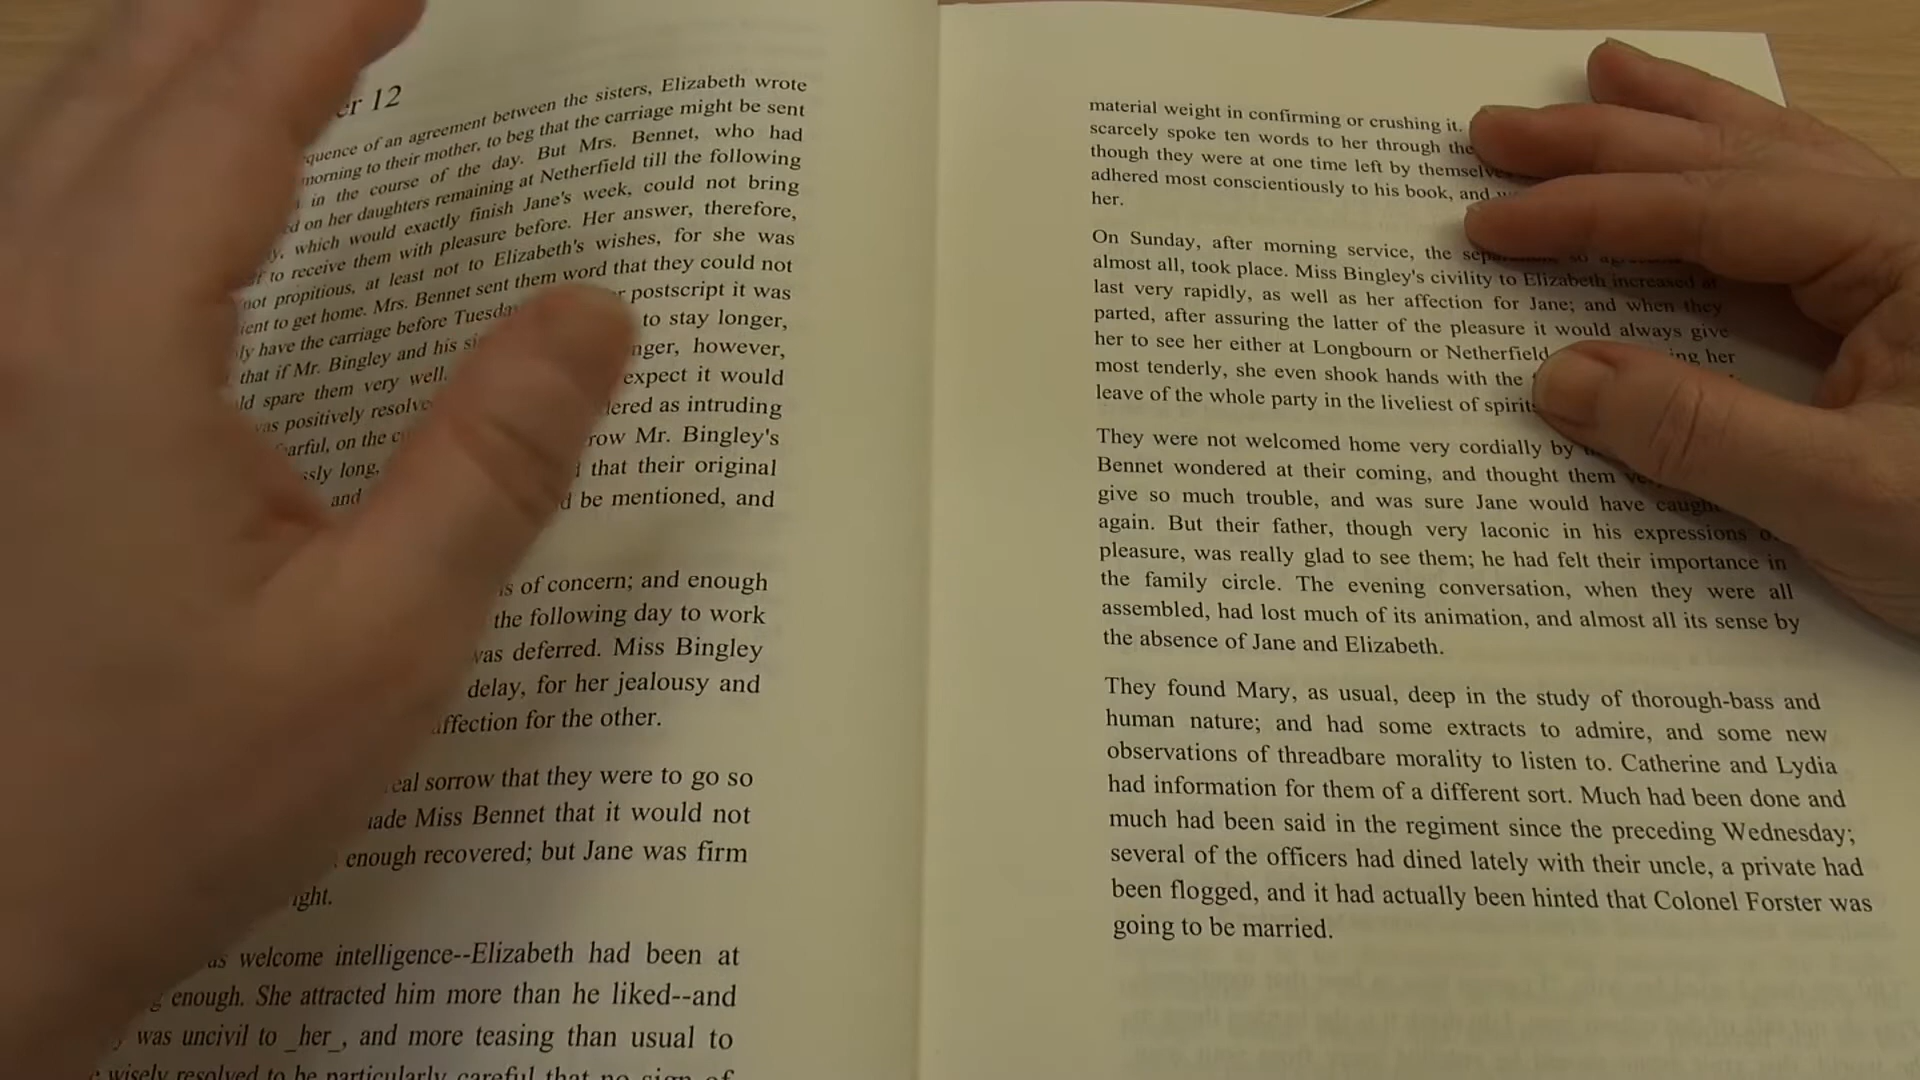 er 12
quence of an agreement between the sisters, Elizabeth wrote
morning to their mother, to beg that the carriage might be sent
in the course of the day. But Mrs. Bennet, who had
on her daughters remaining at Netherfield till the following
which would exactly finish Jane's week, could not bring
to receive them with pleasure before. Her answer, therefore,
not propitious, at least not to Elizabeth's wishes, for she was
ient to get home. Mrs. Bennet sent them word that they could not
have the carriage before postscript it was
that if Mr. Bingley and his to stay longer,
spare them very well. however,
positively expect it would
on the as intruding
long, Mr. Bingley's
and that their original
be mentioned, and
of concern; and enough
the following day to work
was deferred. Miss Bingley
delay, for her jealousy and
ffection for the other.
sorrow that they were to go so
Miss Bennet that it would not
enough recovered; but Jane was firm
ight.
welcome intelligence--Elizabeth had been at
enough. She attracted him more than he liked--and
was uncivil to _her_, and more teasing than usual to
wisely resolved to be particularly careful that no sign of
material weight in confirming or crushing it.
scarcely spoke ten words to her through the
though they were at one time left by
adhered most conscientiously to his book, and
her.
On Sunday, after morning service, the
almost all, took place. Miss Bingley's civility to Elizabeth increased at
last very rapidly, as well as her affection for Jane; and when they
parted, after assuring the latter of the pleasure it would always give
her to see her either at Longbourn or Netherfield her
most tenderly, she even shook hands with the
leave of the whole party in the liveliest of
They were not welcomed home very cordially by
Bennet wondered at their coming, and thought them
give so much trouble, and was sure Jane would have
again. But their father, though very laconic in his expressions
pleasure, was really glad to see them; he had felt their importance in
the family circle. The evening conversation, when they were all
assembled, had lost much of its animation, and almost all its sense by
the absence of Jane and Elizabeth.
They found Mary, as usual, deep in the study of thorough-bass and
human nature; and had some extracts to admire, and some new
observations of threadbare morality to listen to. Catherine and Lydia
had information for them of a different sort. Much had been done and
much had been said in the regiment since the preceding Wednesday;
several of the officers had dined lately with their uncle, a private had
been flogged, and it had actually been hinted that Colonel Forster was
going to be married.